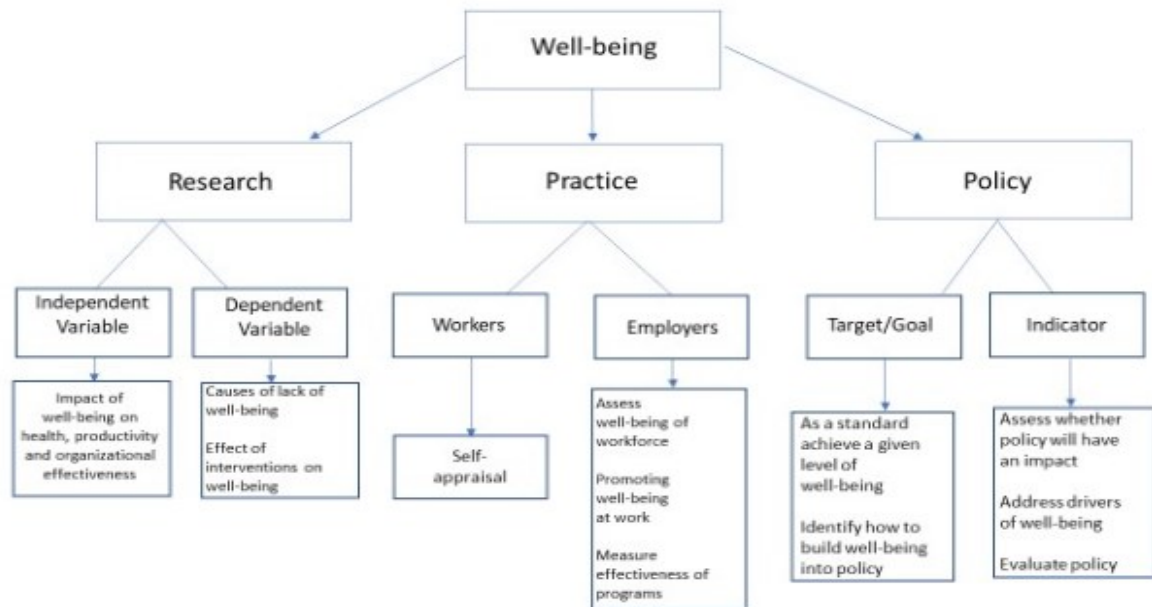 Well-being
Research
Practice
Policy
Independent
Variable
Dependent
Variable
Workers
Employers
Target/Goal
Indicator
Impact of
well-being on
health, productivity
and organizational
effectiveness
Causes of lack of
well-being
Effect of
interventions on
well-being
Self-
appraisal
Assess
well-being of
workforce
Promoting
well-being
at work
Measure
effectiveness of
programs
As a standard
achieve a given
level of
well-being
Identify how to
build well-being
into policy
Assess whether
policy will have
an impact
Address drivers
of well-being
Evaluate policy